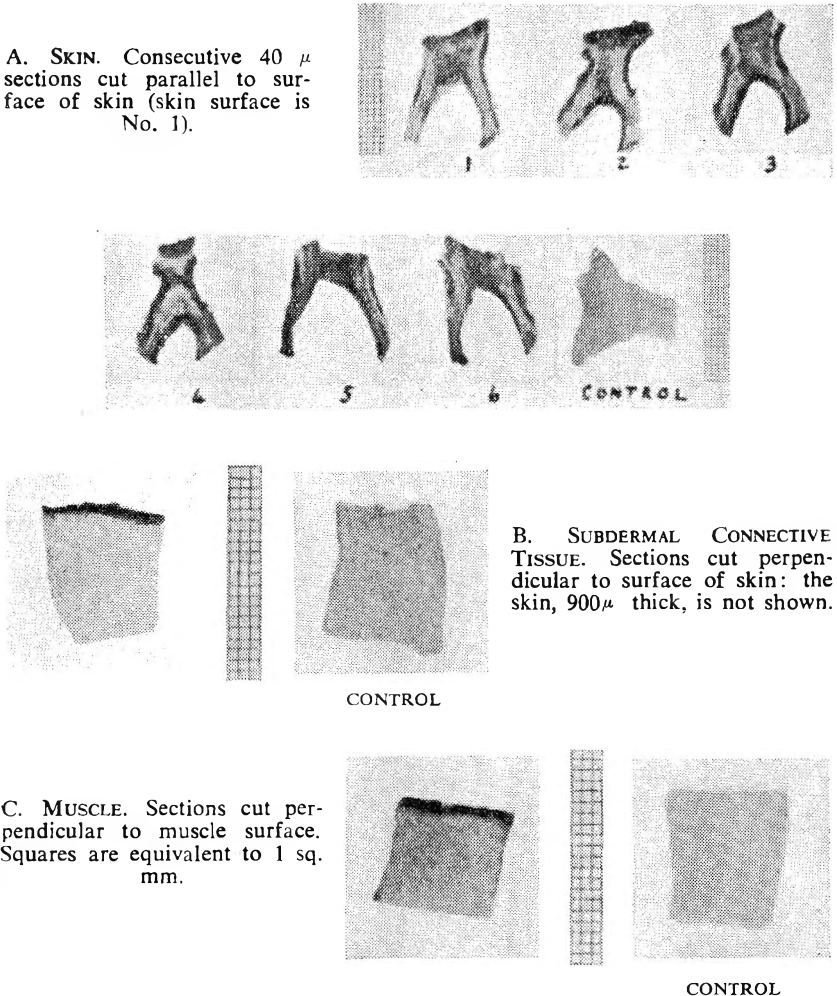 A. SKIN. Consecutive 40 μ
sections cut parallel to sur-
face of skin (skin surface is
No. 1).
1 2 3
4 5 6 CONTROL
B. SUBDERMAL CONNECTIVE
TISSUE. Sections cut perpen-
dicular to surface of skin: the
skin, 900μ thick, is not shown.
CONTROL
C. MUSCLE. Sections cut per-
pendicular to muscle surface.
Squares are equivalent to 1 sq.
mm.
CONTROL